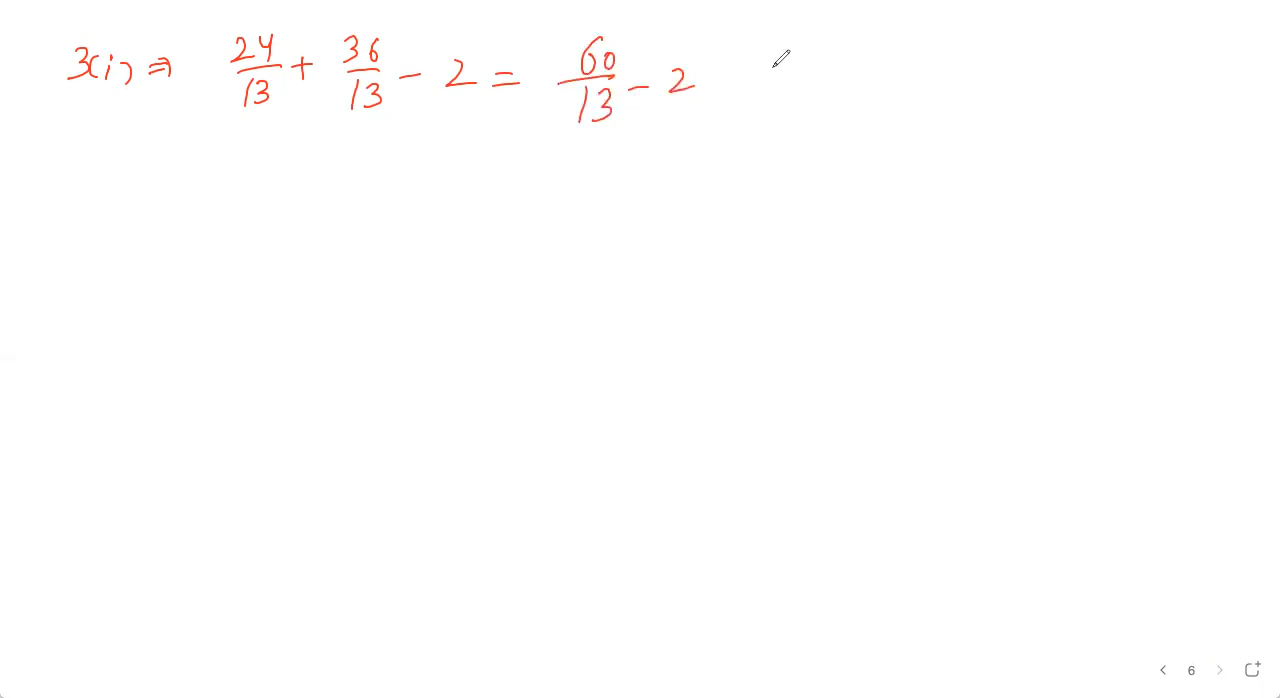 3(i) ⇒ 24/13 + 36/13 - 2 = 60/13 - 2
6